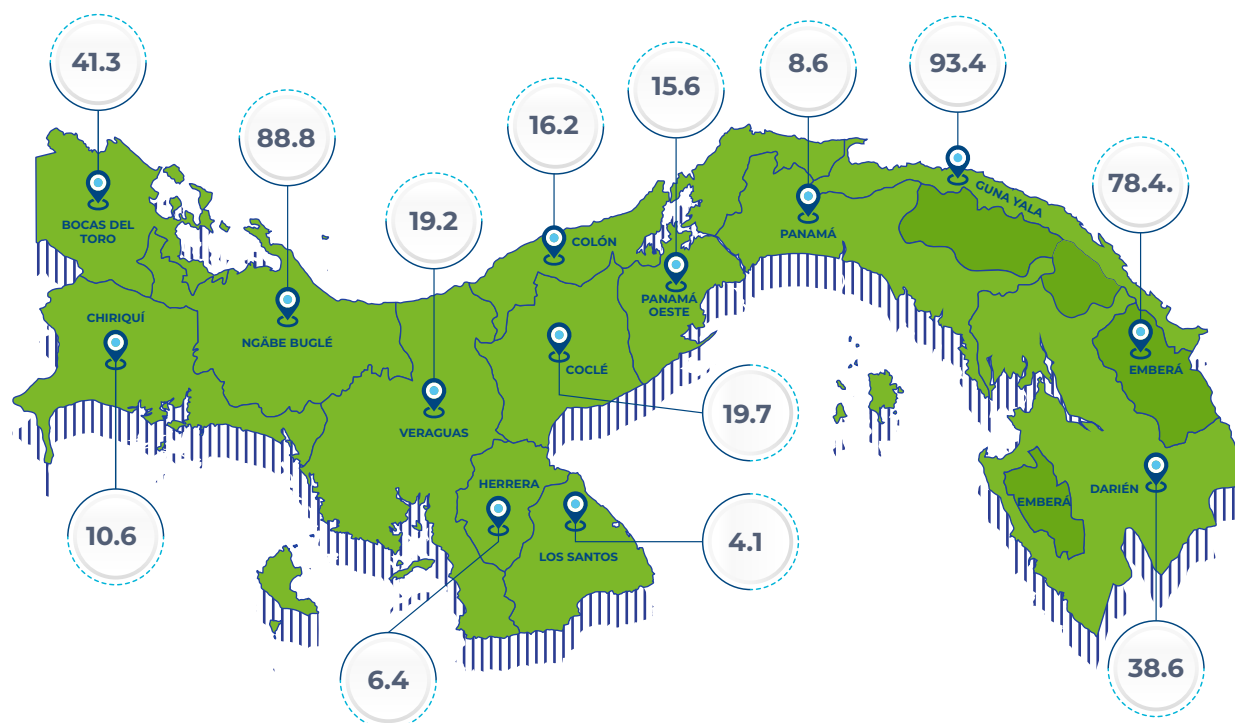 41.3
88.8
19.2
16.2
15.6
8.6
93.4
78.4.
BOCAS DEL
TORO
CHIRIQUÍ
NGÄBE BUGLÉ
VERAGUAS
COLÓN
COCLÉ
PANAMÁ
OESTE
PANAMÁ
GUNA YALA
EMBERÁ
HERRERA
LOS SANTOS
EMBERÁ
DARIÉN
10.6
6.4
19.7
4.1
38.6